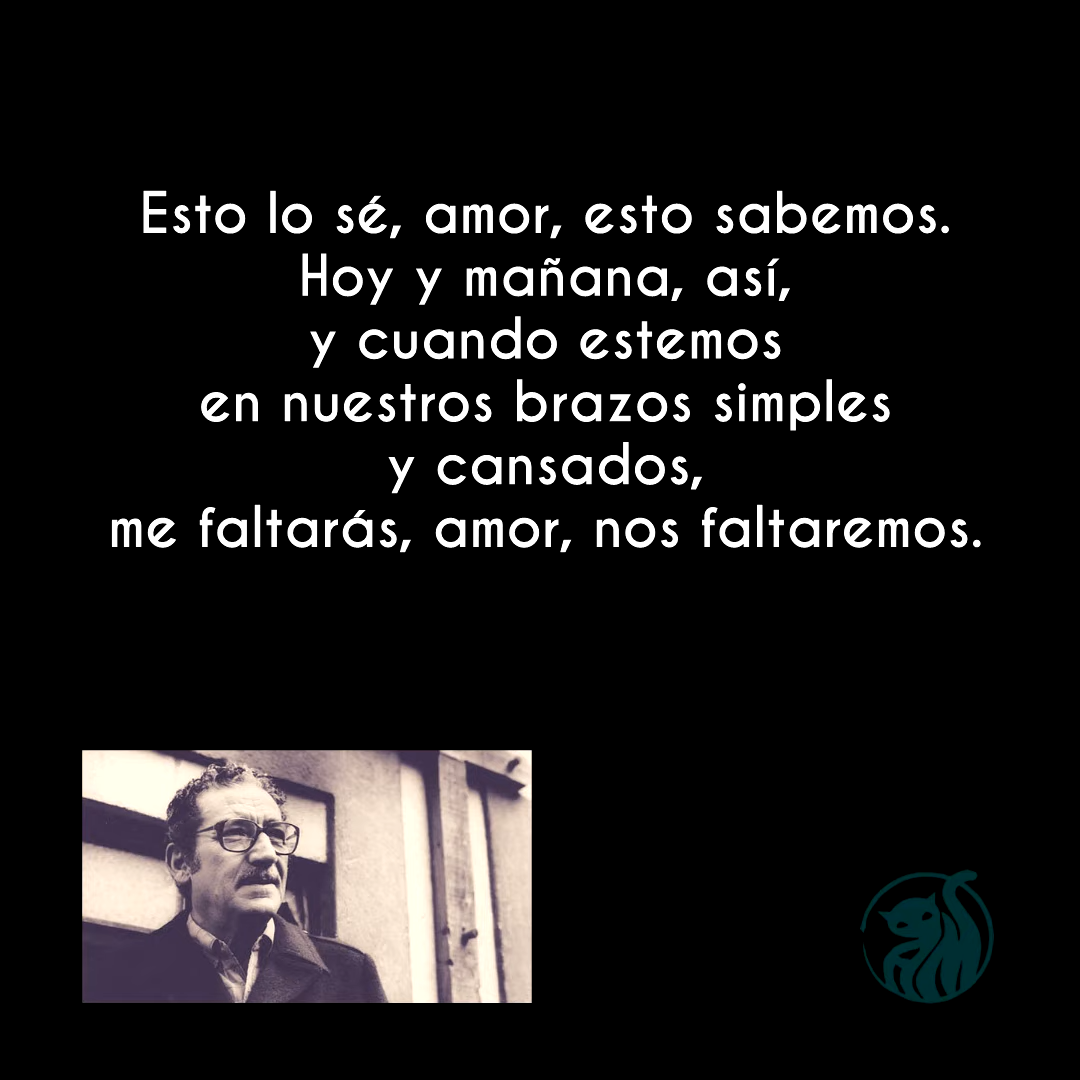 Esto lo sé, amor, esto sabemos.
Hoy y mañana, así,
y cuando estemos
en nuestros brazos simples
y cansados,
me faltarás, amor, nos faltaremos.